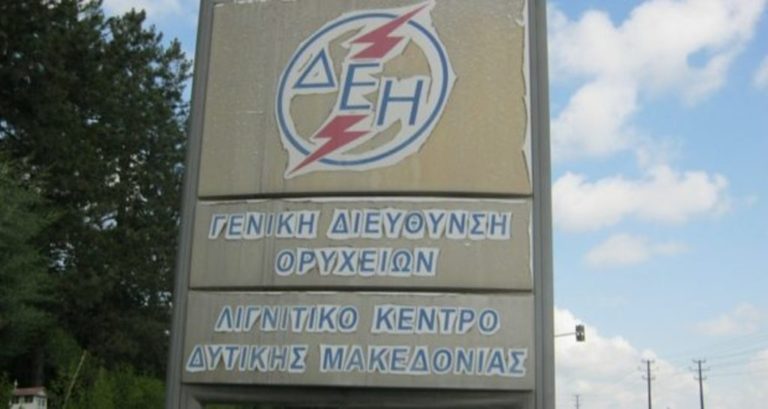 ΔΕΗ
ΓΕΝΙΚΗ ΔΙΕΥΘΥΝΣΗ
ΟΡΥΧΕΙΩΝ
ΛΙΓΝΙΤΙΚΟ ΚΕΝΤΡΟ
ΔΥΤΙΚΗΣ ΜΑΚΕΔΟΝΙΑΣ